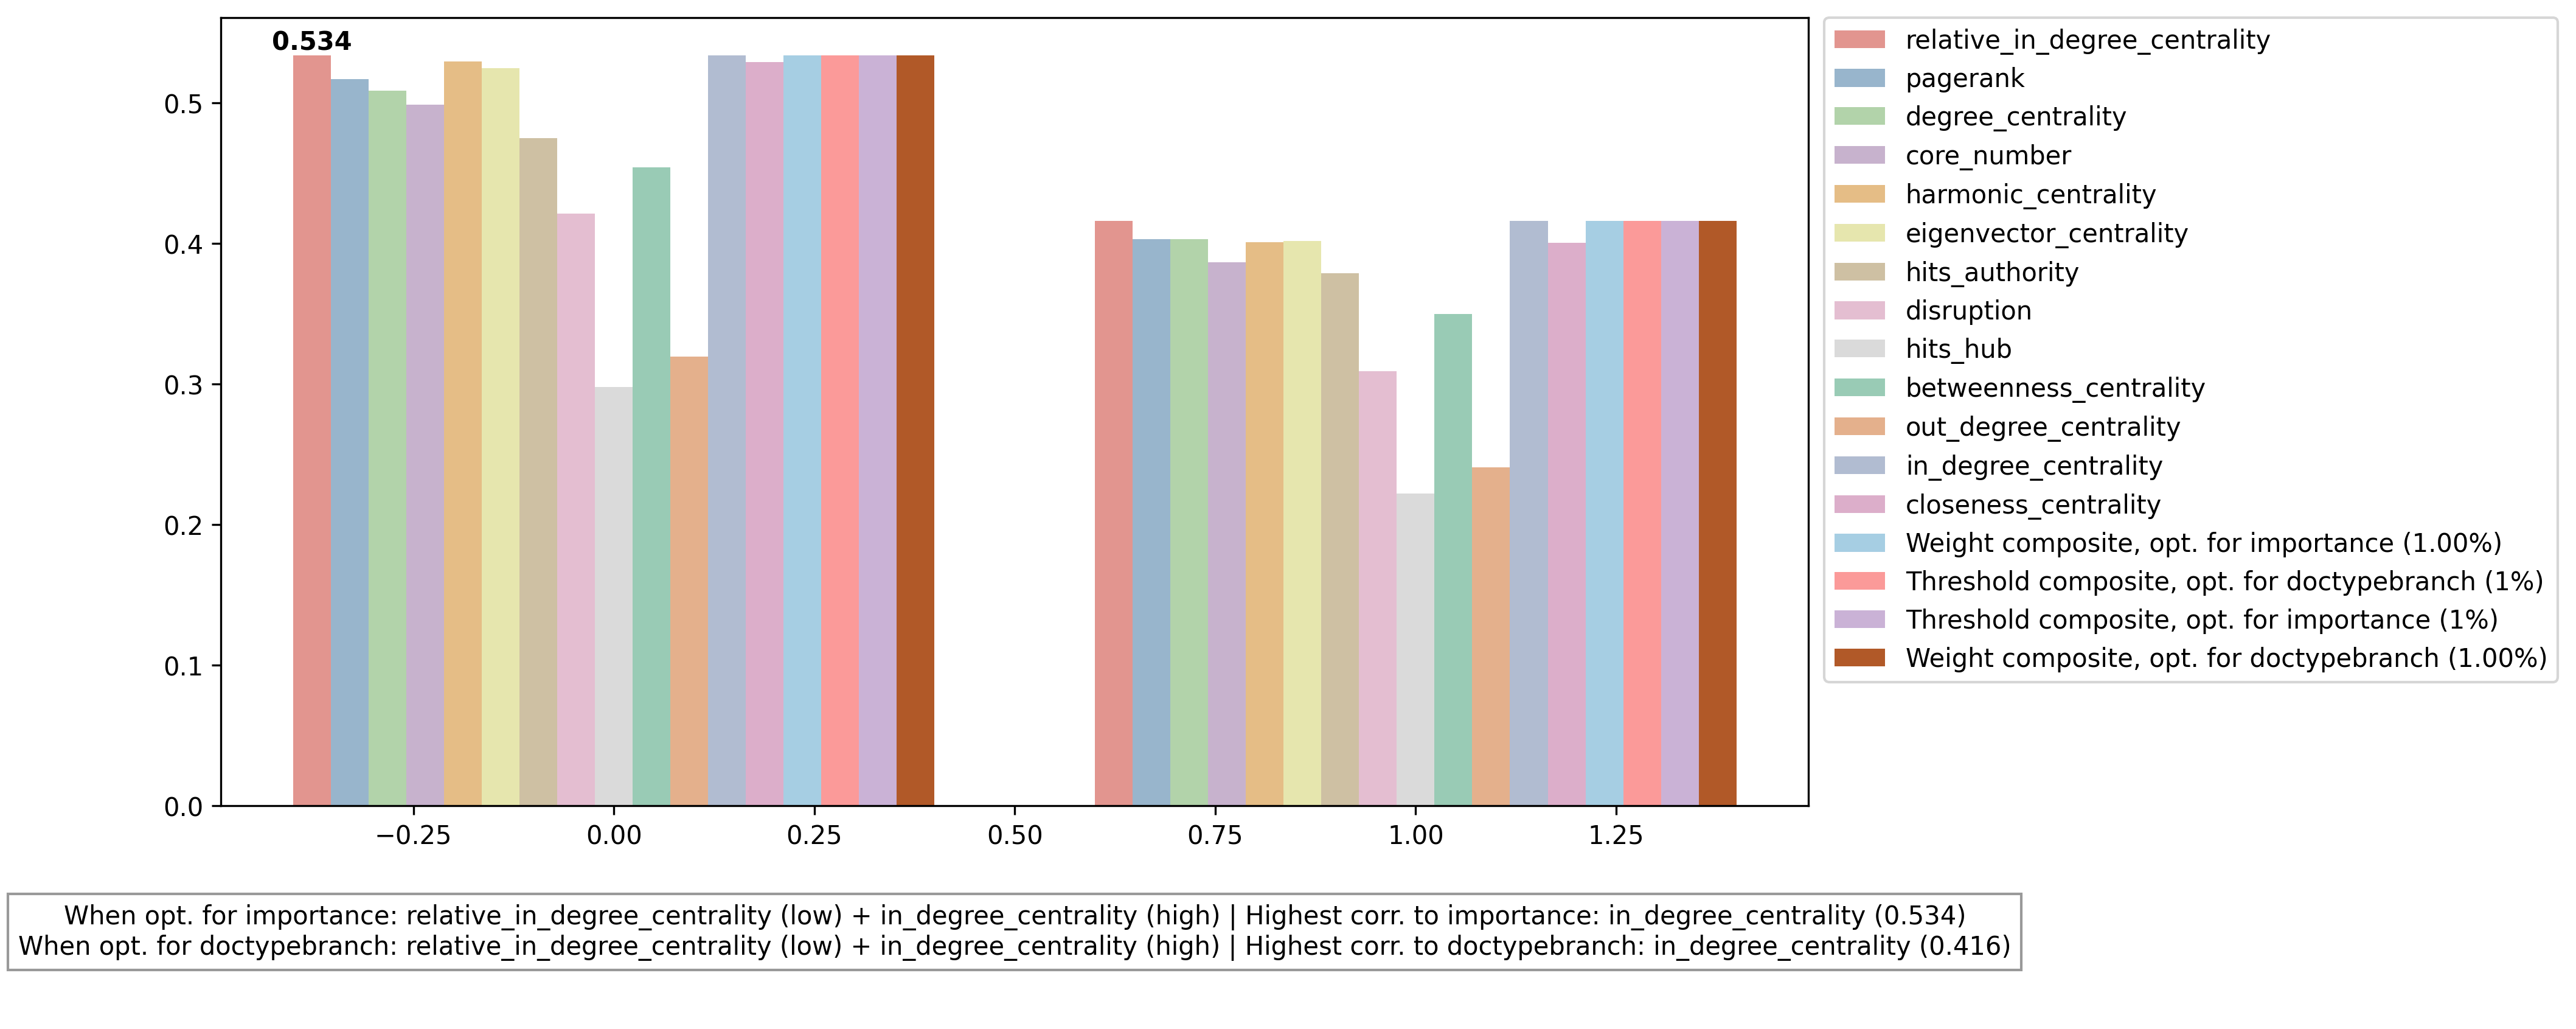 0.534
0.5
0.4
0.3
0.2
0.1
0.0
−0.25 0.00 0.25 0.50 0.75 1.00 1.25
relative_in_degree_centrality
pagerank
degree_centrality
core_number
harmonic_centrality
eigenvector_centrality
hits_authority
disruption
hits_hub
betweenness_centrality
out_degree_centrality
in_degree_centrality
closeness_centrality
Weight composite, opt. for importance (1.00%)
Threshold composite, opt. for doctypebranch (1%)
Threshold composite, opt. for importance (1%)
Weight composite, opt. for doctypebranch (1.00%)
When opt. for importance: relative_in_degree_centrality (low) + in_degree_centrality (high) | Highest corr. to importance: in_degree_centrality (0.534)
When opt. for doctypebranch: relative_in_degree_centrality (low) + in_degree_centrality (high) | Highest corr. to doctypebranch: in_degree_centrality (0.416)